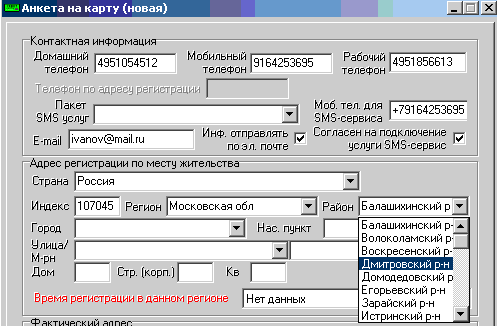 Анкета на карту (новая)
Контактная информация
Домашний телефон 4951054512 Мобильный телефон 9164253695 Рабочий телефон 4951856613
Телефон по адресу регистрации
Пакет SMS услуг Моб. тел. для SMS-сервиса +79164253695
E-mail ivanov@mail.ru Инф. отправлять по эл. почте Согласен на подключение услуги SMS-сервис
Адрес регистрации по месту жительства
Страна Россия
Индекс 107045 Регион Московская обл Район Балашихинский р-
Город Нас. пункт
Улица/ М-рн
Дом Стр. (корп.) Кв
Время регистрации в данном регионе Нет данных
Балашихинский р-
Волоколамский р-
Воскресенский р-
Дмитровский р-н
Домодедовский р
Егорьевский р-н
Зарайский р-н
Истринский р-н
Фактический адрес